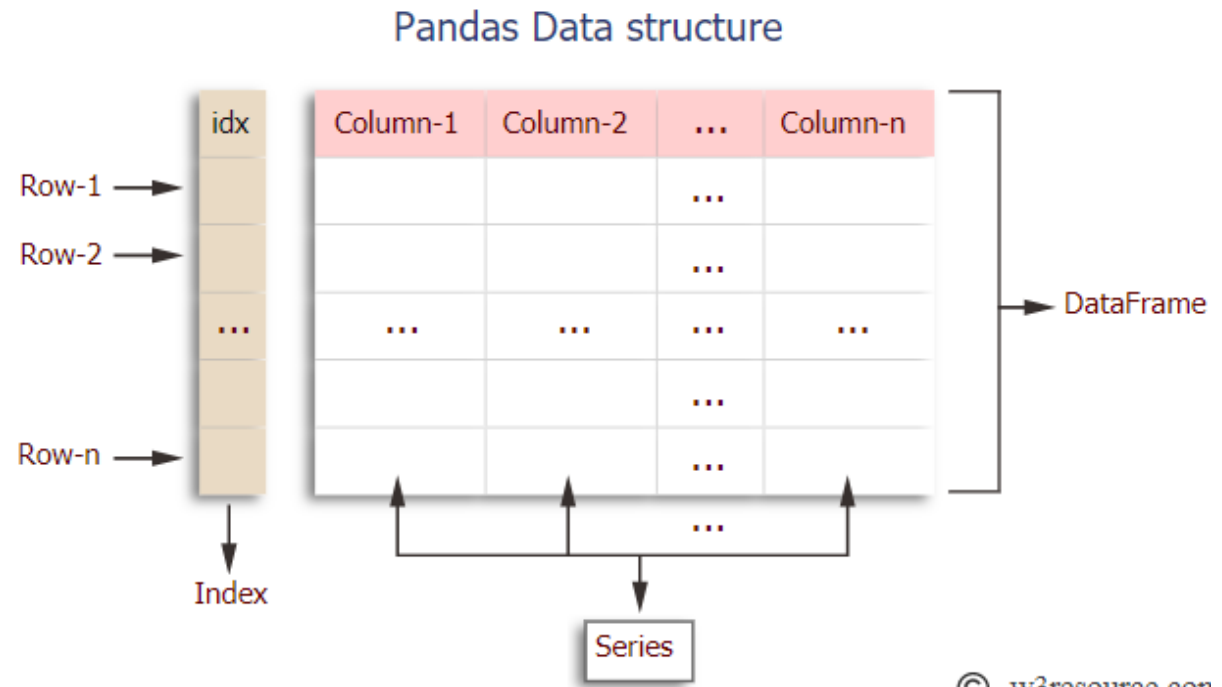 Pandas Data structure
idx Column-1 Column-2 ... Column-n
Row-1 ...
Row-2 ...
... ... ... ... ...
...
Row-n ...
...
DataFrame
Index
Series
©